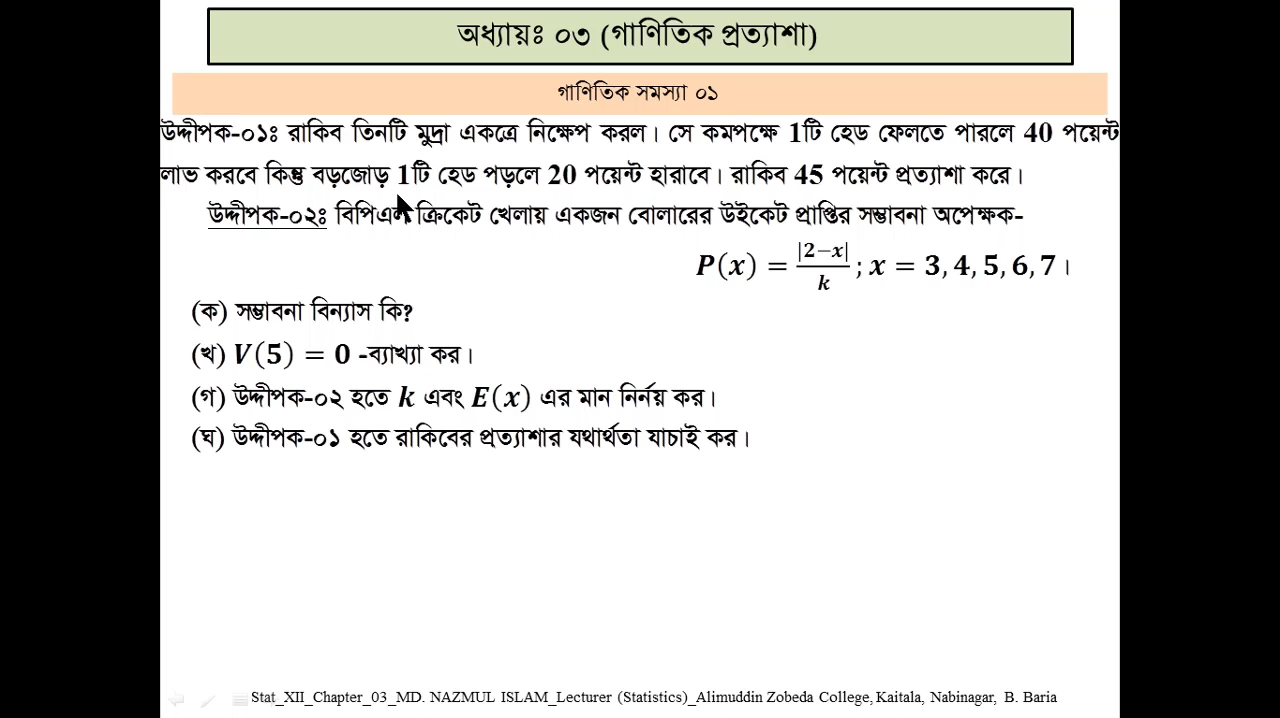 অধ্যায়ঃ ০৩ (গাণিতিক প্রত্যাশা)
গাণিতিক সমস্যা ০১
উদ্দীপক-০১ঃ রাকিব তিনটি মুদ্রা একত্রে নিক্ষেপ করল। সে কমপক্ষে 1টি হেড ফেলতে পারলে 40 পয়েন্ট
লাভ করবে কিন্তু বড়জোড় 1টি হেড পড়লে 20 পয়েন্ট হারাবে। রাকিব 45 পয়েন্ট প্রত্যাশা করে।
উদ্দীপক-০২ঃ বিপিএল ক্রিকেট খেলায় একজন বোলারের উইকেট প্রাপ্তির সম্ভাবনা অপেক্ষক-
P(x) = |2−x|/k ; x = 3, 4, 5, 6, 7।
(ক) সম্ভাবনা বিন্যাস কি?
(খ) V(5) = 0 -ব্যাখ্যা কর।
(গ) উদ্দীপক-০২ হতে k এবং E(x) এর মান নির্নয় কর।
(ঘ) উদ্দীপক-০১ হতে রাকিবের প্রত্যাশার যথার্থতা যাচাই কর।
Stat_XII_Chapter_03_MD. NAZMUL ISLAM_Lecturer (Statistics)_Alimuddin Zobeda College, Kaitala, Nabinagar, B. Baria